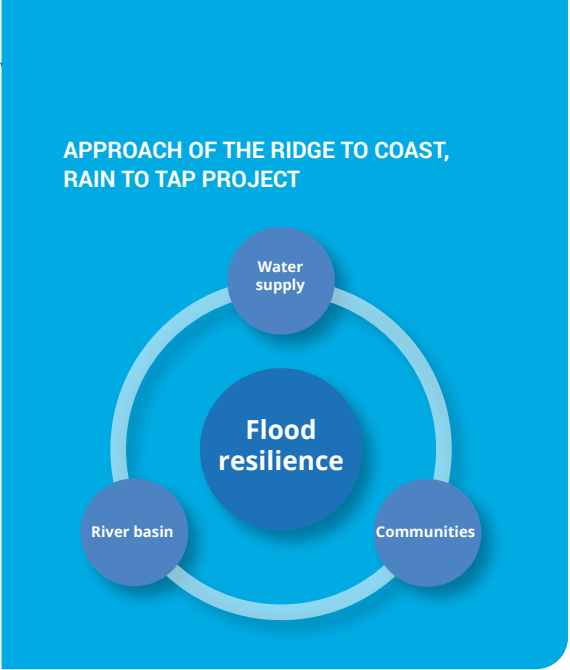 APPROACH OF THE RIDGE TO COAST,
RAIN TO TAP PROJECT
Water
supply
Flood
resilience
River basin
Communities